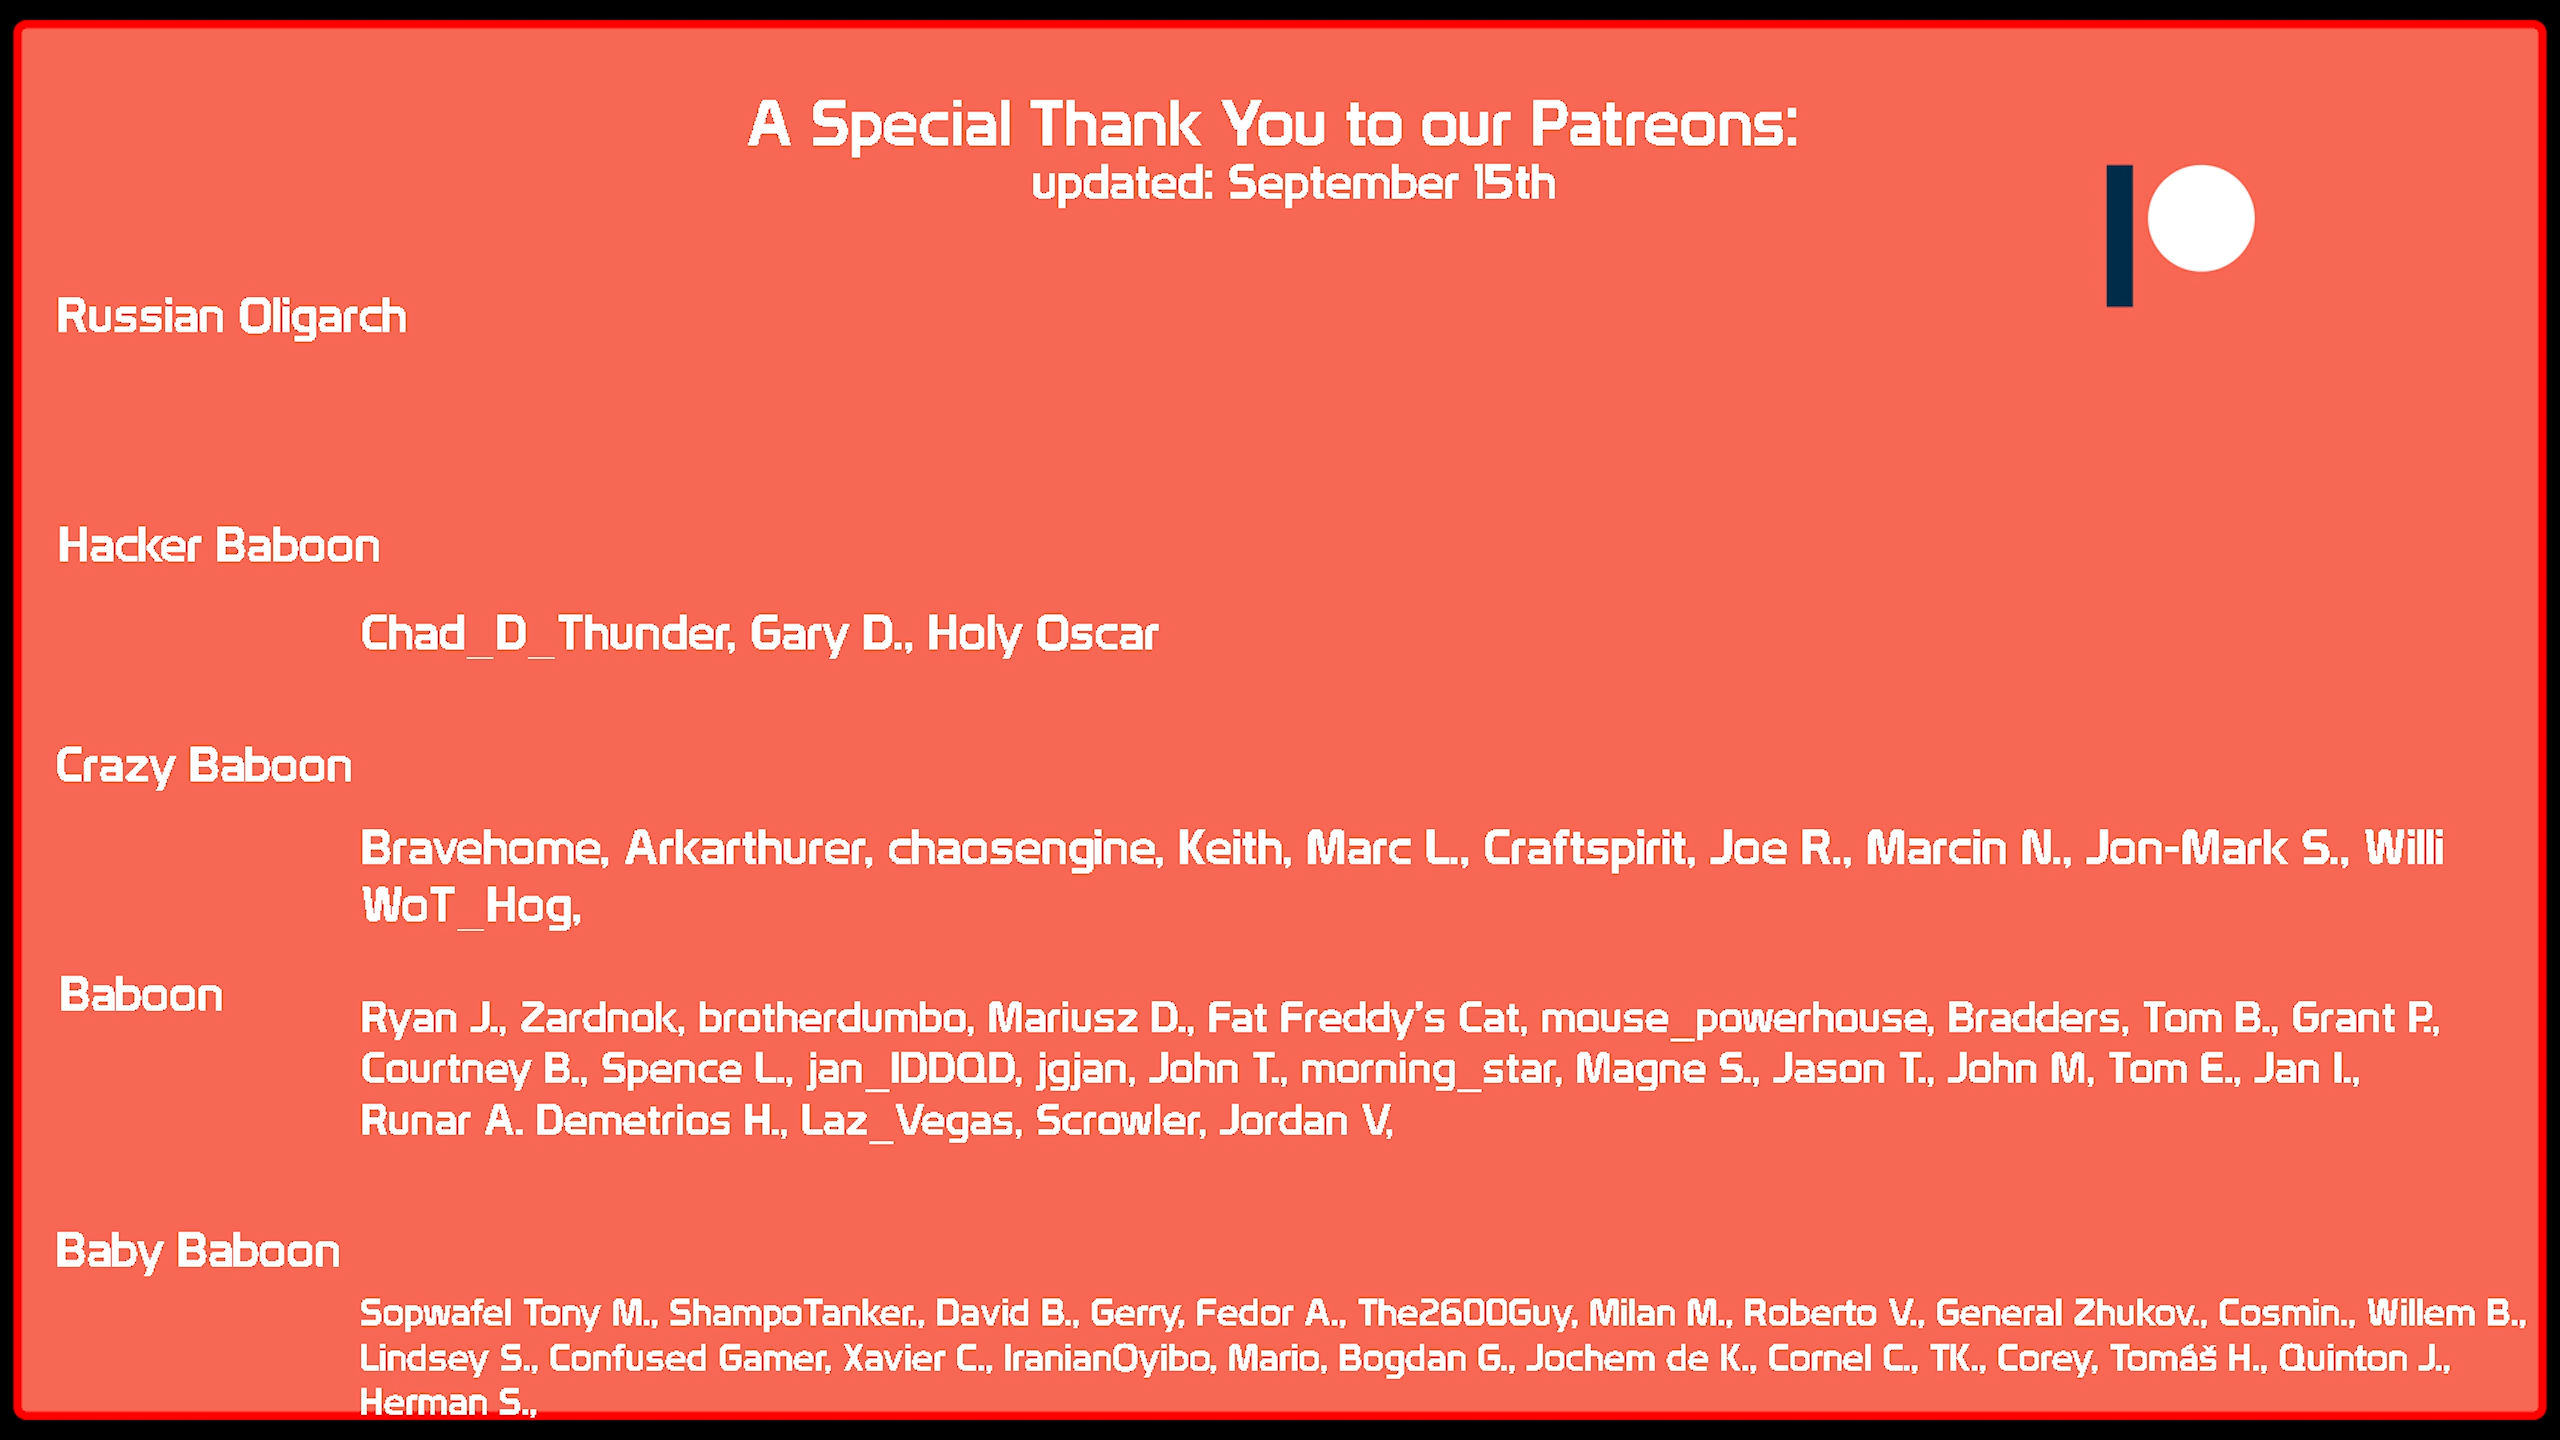 A Special Thank You to our Patreons:
updated: September 15th
Russian Oligarch
Hacker Baboon
Chad_D_Thunder, Gary D., Holy Oscar
Crazy Baboon
Bravehome, Arkarthurer, chaosengine, Keith, Marc L., Craftspirit, Joe R., Marcin N., Jon-Mark S., Willi
WoT_Hog,
Baboon
Ryan J., Zardnok, brotherdumbo, Mariusz D., Fat Freddy's Cat, mouse_powerhouse, Bradders, Tom B., Grant P.,
Courtney B., Spence L., jan_IDDQD, jgjan, John T., morning_star, Magne S., Jason T., John M, Tom E., Jan I.,
Runar A. Demetrios H., Laz_Vegas, Scrowler, Jordan V,
Baby Baboon
Sopwafel Tony M., ShampoTanker., David B., Gerry, Fedor A., The2600Guy, Milan M., Roberto V., General Zhukov., Cosmin., Willem B.,
Lindsey S., Confused Gamer, Xavier C., IranianOyibo, Mario, Bogdan G., Jochem de K., Cornel C., TK., Corey, Tomáš H., Quinton J.,
Herman S.,